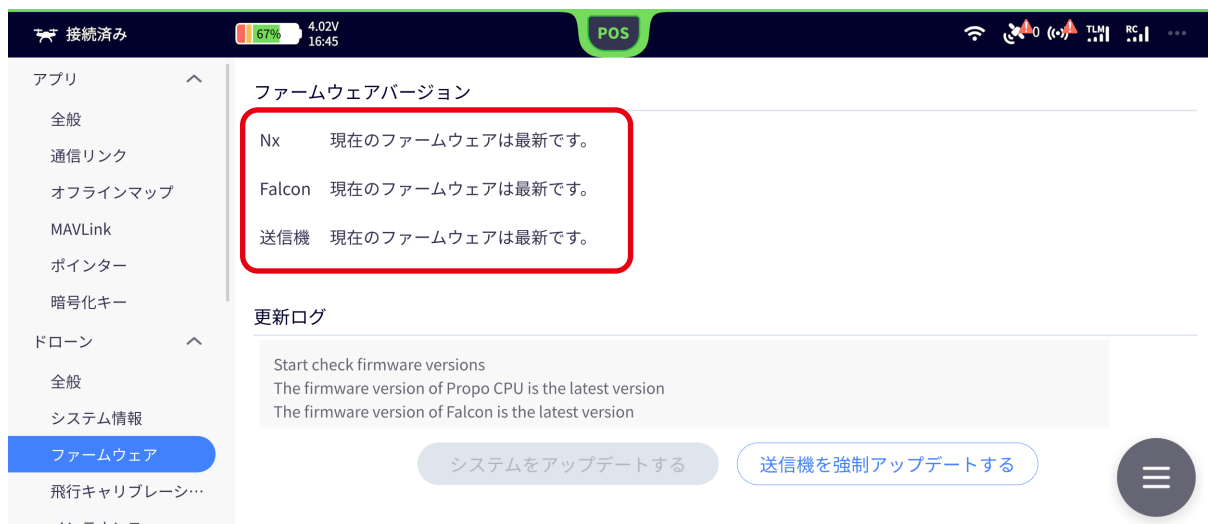 接続済み
67%
4.02V
16:45
POS
0
TLM
RC
アプリ
全般
通信リンク
オフラインマップ
MAVLink
ポインター
暗号化キー
ドローン
全般
システム情報
ファームウェア
飛行キャリブレーシ…
ファームウェアバージョン
Nx 現在のファームウェアは最新です。
Falcon 現在のファームウェアは最新です。
送信機 現在のファームウェアは最新です。
更新ログ
Start check firmware versions
The firmware version of Propo CPU is the latest version
The firmware version of Falcon is the latest version
システムをアップデートする
送信機を強制アップデートする